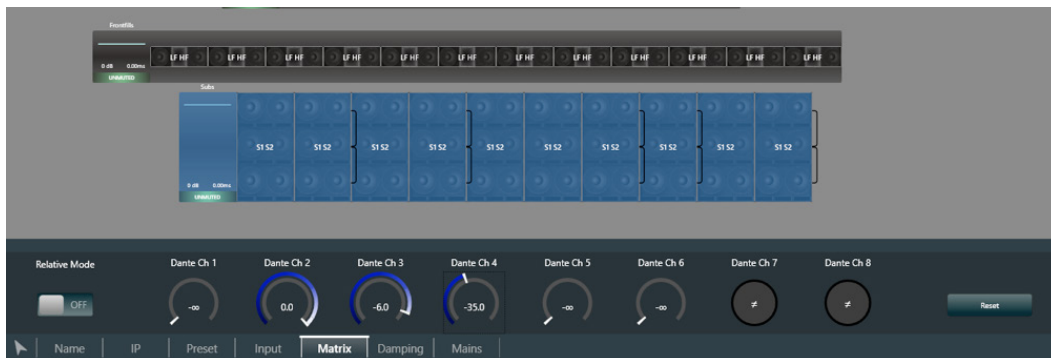 Frontfills
0 dB 0.00ms
UNMUTED
LF HF LF HF LF HF LF HF LF HF LF HF LF HF LF HF LF HF LF HF LF HF LF HF
Subs
S1 S2 S1 S2 S1 S2 S1 S2 S1 S2 S1 S2 S1 S2 S1 S2 S1 S2 S1 S2
0 dB 0.00ms
UNMUTED
Relative Mode Dante Ch 1 Dante Ch 2 Dante Ch 3 Dante Ch 4 Dante Ch 5 Dante Ch 6 Dante Ch 7 Dante Ch 8
OFF -∞ 0.0 -6.0 -35.0 -∞ -∞ ≠ ≠ Reset
Name IP Preset Input Matrix Damping Mains